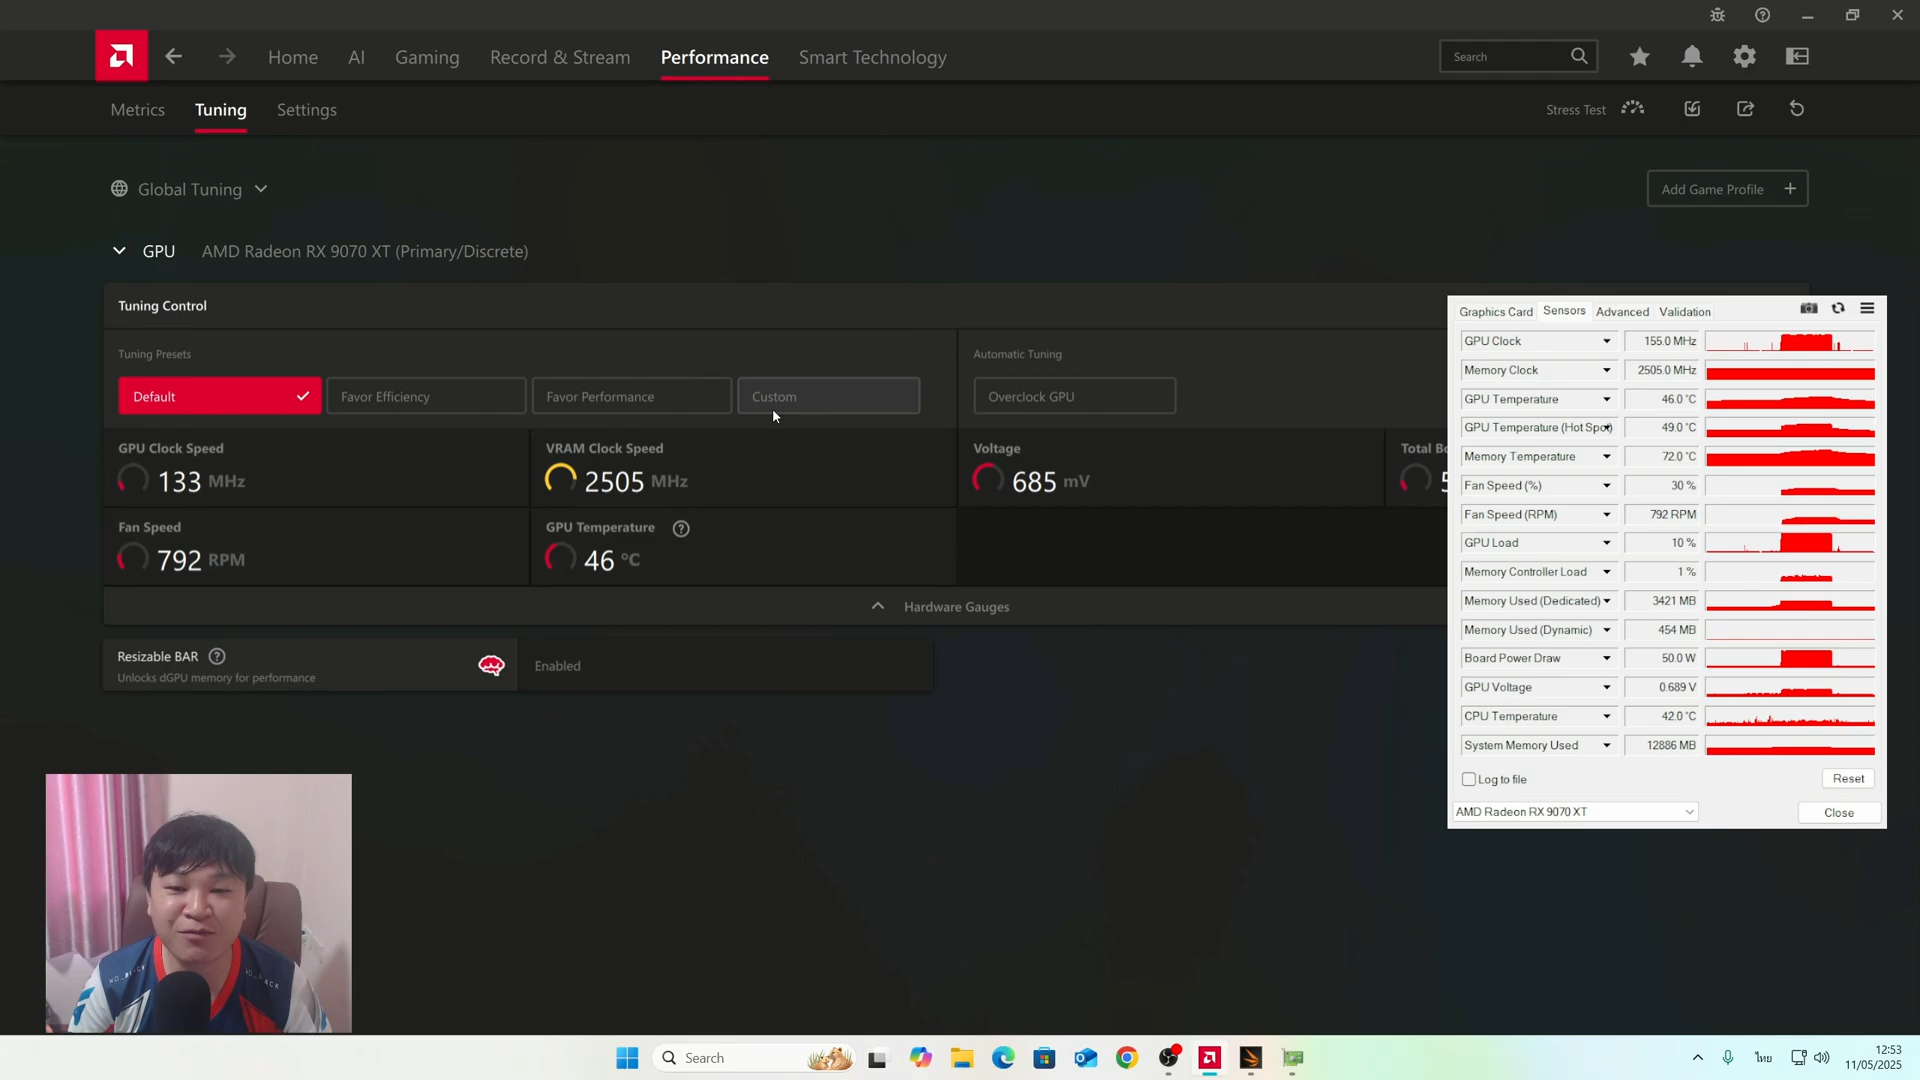 Home AI Gaming Record & Stream Performance Smart Technology Search
Metrics Tuning Settings Stress Test
Global Tuning Add Game Profile +
GPU AMD Radeon RX 9070 XT (Primary/Discrete)
Tuning Control
Tuning Presets Automatic Tuning
Default Favor Efficiency Favor Performance Custom Overclock GPU
GPU Clock Speed VRAM Clock Speed Voltage Total
133 MHz 2505 MHz 685 mV
Fan Speed GPU Temperature ?
792 RPM 46 °C
Hardware Gauges
Resizable BAR ? Enabled
Unlocks dGPU memory for performance
Graphics Card Sensors Advanced Validation
GPU Clock 155.0 MHz
Memory Clock 2505.0 MHz
GPU Temperature 46.0 °C
GPU Temperature (Hot Spot) 49.0 °C
Memory Temperature 72.0 °C
Fan Speed (%) 30 %
Fan Speed (RPM) 792 RPM
GPU Load 10 %
Memory Controller Load 1 %
Memory Used (Dedicated) 3421 MB
Memory Used (Dynamic) 454 MB
Board Power Draw 50.0 W
GPU Voltage 0.689 V
CPU Temperature 42.0 °C
System Memory Used 12886 MB
Log to file Reset
AMD Radeon RX 9070 XT Close
Search ไทย 12:53
11/05/2025